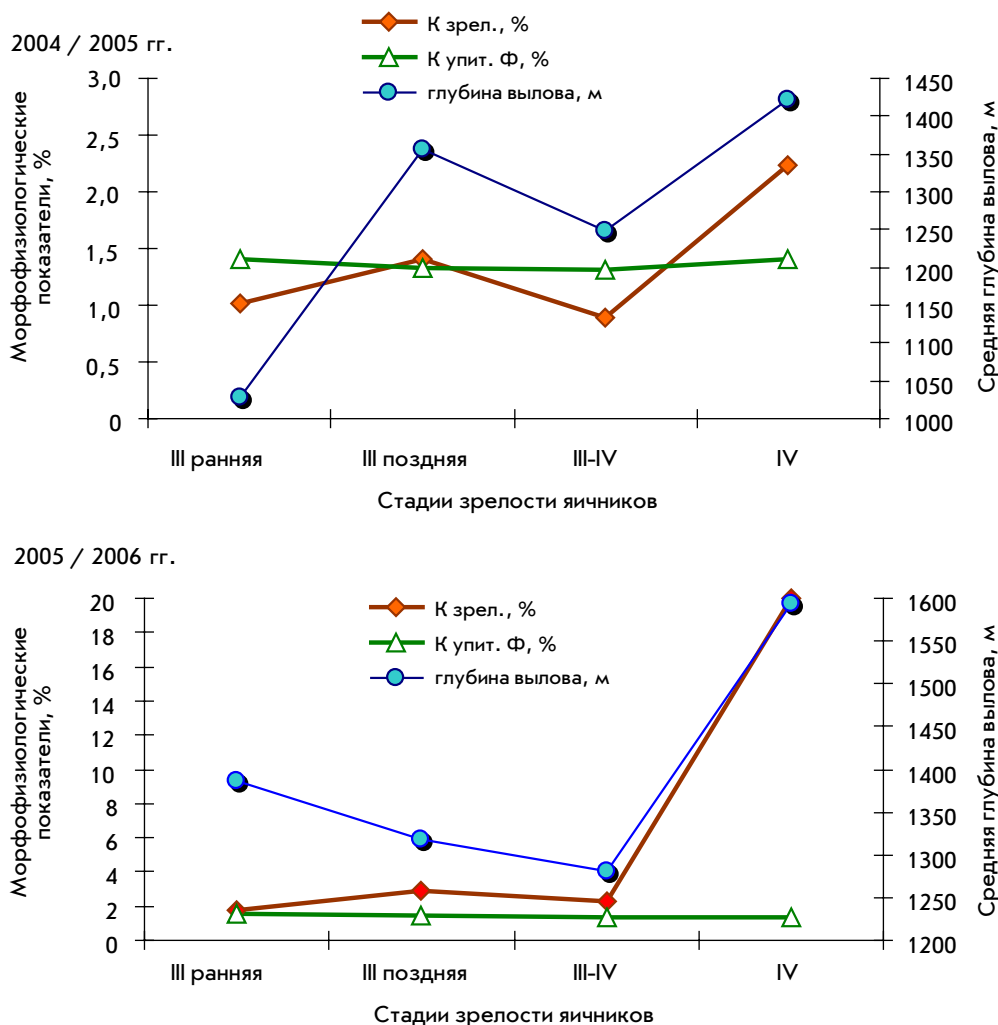 2004 / 2005 гг.
К зрел., %
К упит. Ф, %
глубина вылова, м
Морфофизиологические
показатели, %
3,0
2,5
2,0
1,5
1,0
0,5
0
1450
1400
1350
1300
1250
1200
1150
1100
1050
1000
Средняя глубина вылова, м
III ранняя
III поздняя
III-IV
IV
Стадии зрелости яичников
2005 / 2006 гг.
К зрел., %
К упит. Ф, %
глубина вылова, м
Морфофизиологические
показатели, %
20
18
16
14
12
10
8
6
4
2
0
1600
1550
1500
1450
1400
1350
1300
1250
1200
Средняя глубина вылова, м
III ранняя
III поздняя
III-IV
IV
Стадии зрелости яичников